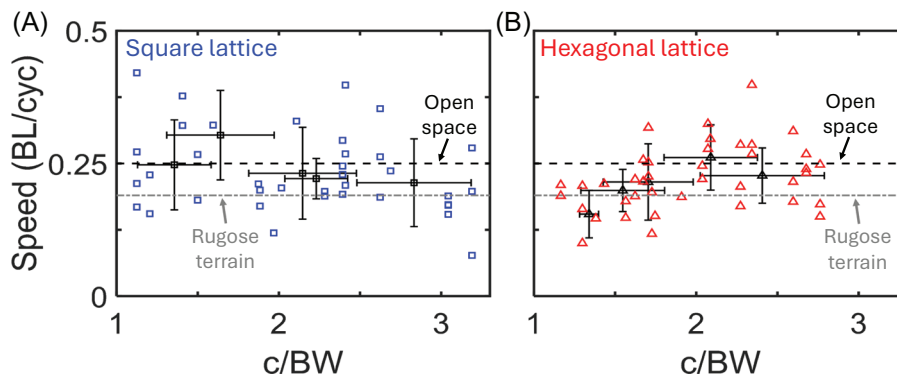 (A)
Square lattice
Open
space
Rugose
terrain
Speed (BL/cyc)
0.5
0.25
0
1
2
3
c/BW
(B)
Hexagonal lattice
Open
space
Rugose
terrain
1
2
3
c/BW